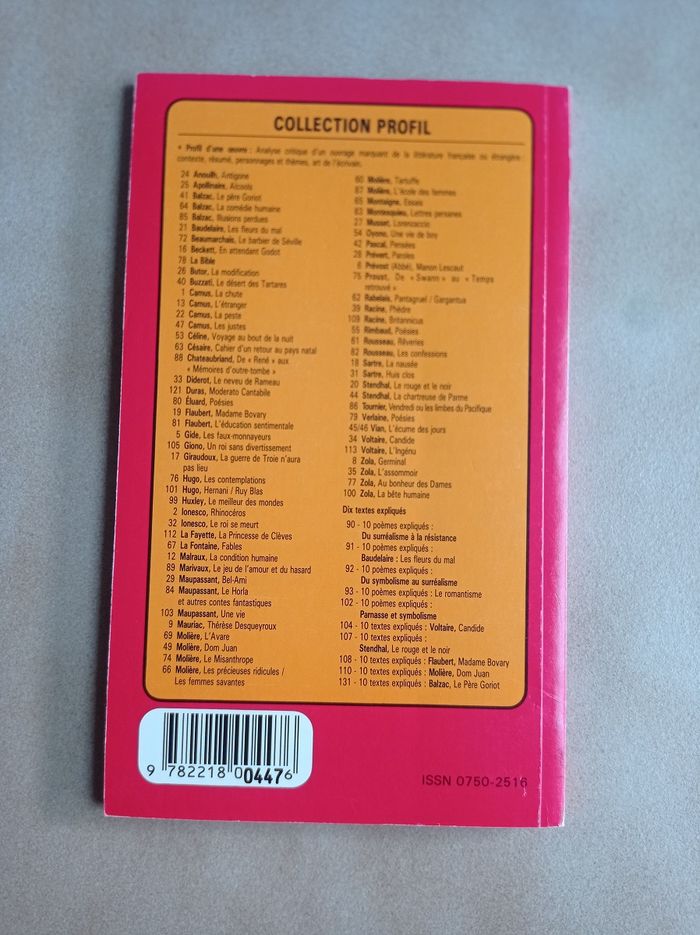 COLLECTION PROFIL
• Profil d'une œuvre : Analyse critique d'un ouvrage marquant de la littérature française ou étrangère :
contexte, résumé, personnages et thèmes, art de l'écrivain.
24 Anouilh, Antigone
25 Apollinaire, Alcools
41 Balzac, Le père Goriot
64 Balzac, La comédie humaine
85 Balzac, Illusions perdues
21 Baudelaire, Les fleurs du mal
72 Beaumarchais, Le barbier de Séville
16 Beckett, En attendant Godot
78 La Bible
26 Butor, La modification
40 Buzzati, Le désert des Tartares
1 Camus, La chute
13 Camus, L'étranger
22 Camus, La peste
47 Camus, Les justes
53 Céline, Voyage au bout de la nuit
63 Césaire, Cahier d'un retour au pays natal
88 Chateaubriand, De « René » aux
« Mémoires d'outre-tombe »
33 Diderot, Le neveu de Rameau
121 Duras, Moderato Cantabile
80 Éluard, Poésies
19 Flaubert, Madame Bovary
81 Flaubert, L'éducation sentimentale
5 Gide, Les faux-monnayeurs
105 Giono, Un roi sans divertissement
17 Giraudoux, La guerre de Troie n'aura
pas lieu
76 Hugo, Les contemplations
101 Hugo, Hernani / Ruy Blas
99 Huxley, Le meilleur des mondes
2 Ionesco, Rhinocéros
32 Ionesco, Le roi se meurt
112 La Fayette, La Princesse de Clèves
67 La Fontaine, Fables
12 Malraux, La condition humaine
89 Marivaux, Le jeu de l'amour et du hasard
29 Maupassant, Bel-Ami
84 Maupassant, Le Horla
et autres contes fantastiques
103 Maupassant, Une vie
9 Mauriac, Thérèse Desqueyroux
69 Molière, L'Avare
49 Molière, Dom Juan
74 Molière, Le Misanthrope
66 Molière, Les précieuses ridicules /
Les femmes savantes
60 Molière, Tartuffe
87 Molière, L'école des femmes
65 Montaigne, Essais
83 Montesquieu, Lettres persanes
27 Musset, Lorenzaccio
54 Oyono, Une vie de boy
42 Pascal, Pensées
28 Prévert, Paroles
6 Prévost (Abbé), Manon Lescaut
75 Proust, De « Swann » au « Temps
retrouvé »
62 Rabelais, Pantagruel / Gargantua
39 Racine, Phèdre
109 Racine, Britannicus
55 Rimbaud, Poésies
61 Rousseau, Rêveries
82 Rousseau, Les confessions
18 Sartre, La nausée
31 Sartre, Huis clos
20 Stendhal, Le rouge et le noir
44 Stendhal, La chartreuse de Parme
86 Tournier, Vendredi ou les limbes du Pacifique
79 Verlaine, Poésies
45/46 Vian, L'écume des jours
34 Voltaire, Candide
113 Voltaire, L'Ingénu
8 Zola, Germinal
35 Zola, L'assommoir
77 Zola, Au bonheur des Dames
100 Zola, La bête humaine
Dix textes expliqués
90 - 10 poèmes expliqués :
Du surréalisme à la résistance
91 - 10 poèmes expliqués :
Baudelaire : Les fleurs du mal
92 - 10 poèmes expliqués :
Du symbolisme au surréalisme
93 - 10 poèmes expliqués : Le romantisme
102 - 10 poèmes expliqués :
Parnasse et symbolisme
104 - 10 textes expliqués : Voltaire, Candide
107 - 10 textes expliqués :
Stendhal, Le rouge et le noir
108 - 10 textes expliqués : Flaubert, Madame Bovary
110 - 10 textes expliqués : Molière, Dom Juan
131 - 10 textes expliqués : Balzac, Le Père Goriot
9 782218 004476
ISSN 0750-2516